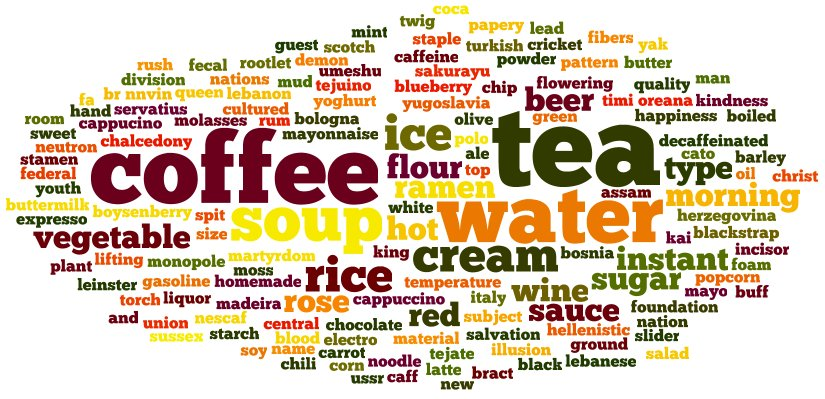 coca
twig papery lead
mint staple turkish cricket fibers yak
guest scotch caffeine powder pattern butter
rush fecal rootlet demon umeshu sakurayu
division nations mud tejuino blueberry chip flowering quality man
fa br nnvin queen lebanon yoghurt yugoslavia beer timi oreana kindness
hand servatius cultured
room cappucino molasses rum bologna ice olive green tea happiness boiled
sweet mayonnaise polo decaffeinated
neutron chalcedony coffee ale cato barley
stamen flour top type oil christ
federal
youth ramen assam morning
buttermilk boysenberry spit soup white water herzegovina
expresso size hot kai blackstrap
vegetable king cream bosnia incisor
plant lifting monopole martyrdom instant foam
moss rice temperature sugar popcorn
leinster gasoline homemade wine mayo buff
torch liquor madeira rose cappuccino italy sauce foundation
and union nescaf central chocolate red subject nation
sussex starch blood electro material salvation hellenistic slider
soy name carrot tejate illusion ground salad
chili corn noodle latte black lebanese
ussr caff bract
new